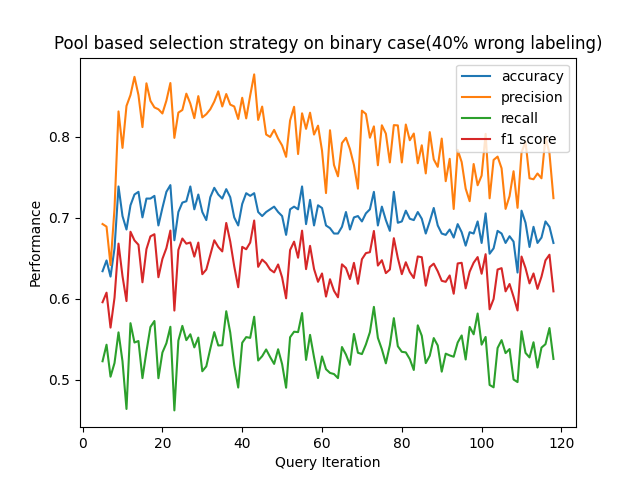 Pool based selection strategy on binary case(40% wrong labeling)
accuracy
precision
recall
f1 score
Performance
0.8
0.7
0.6
0.5
0
20
40
60
80
100
120
Query Iteration